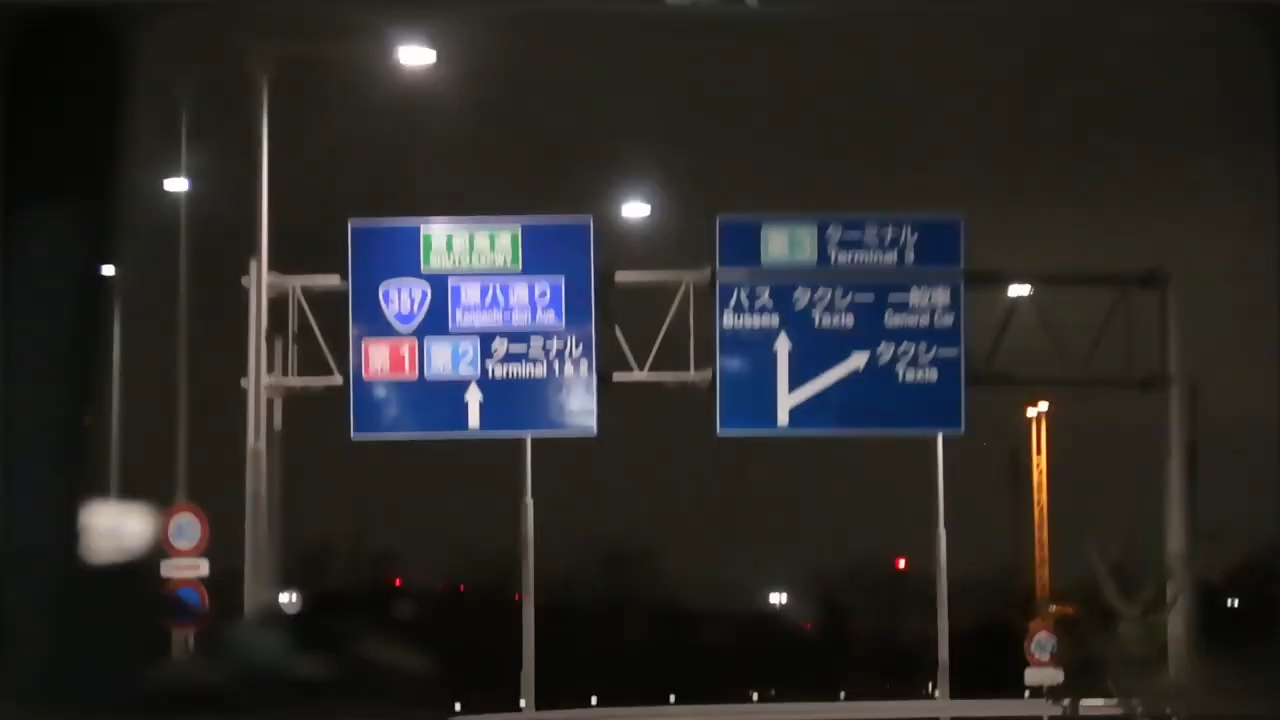 357
環八通り
Kanpachi-dori Ave.
第1 第2 ターミナル
Terminal 1 & 2
第3 ターミナル
Terminal 3
バス タクシー 一般車
Busses Taxis General Car
タクシー
Taxis